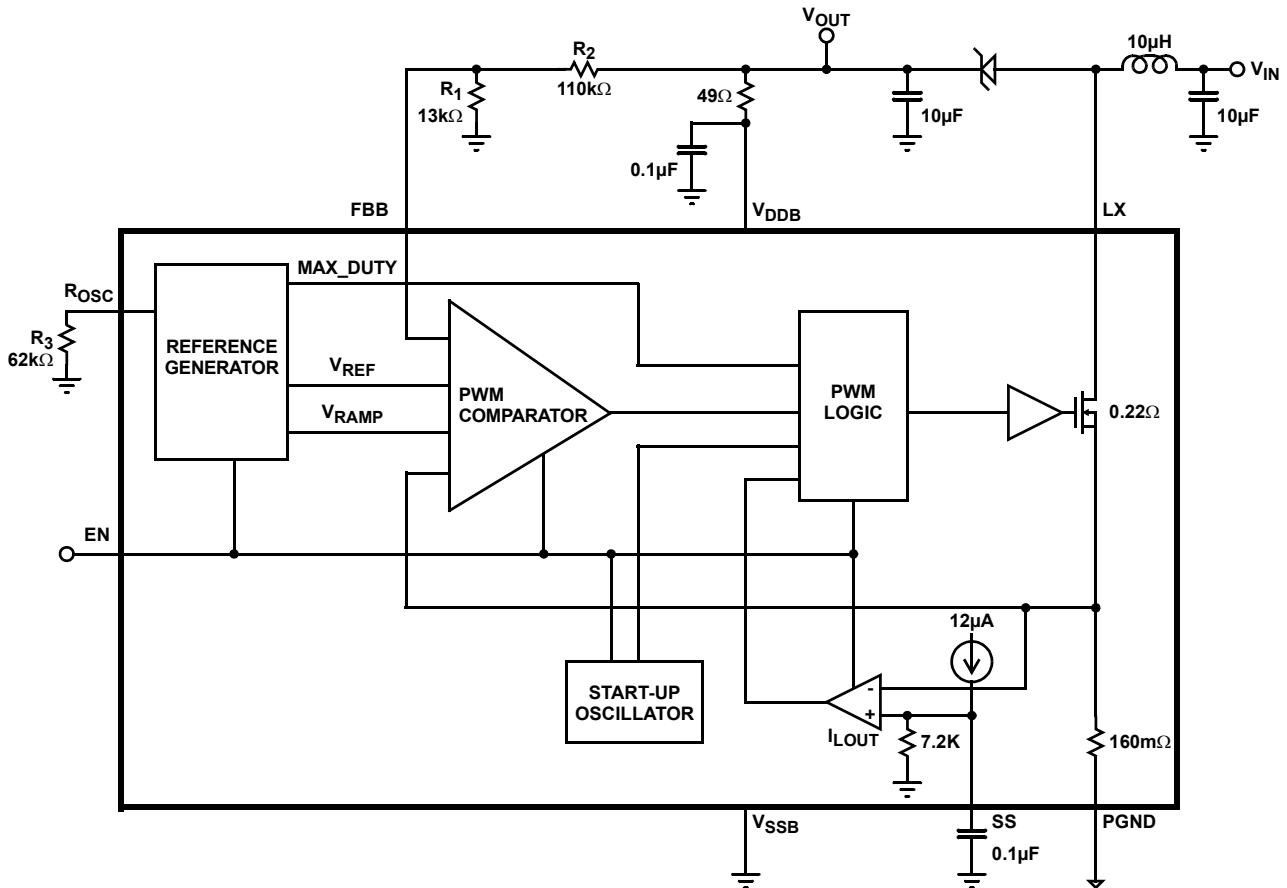 VOUT
R2
110kΩ
10µH
VIN
R1
13kΩ
49Ω
10µF
10µF
0.1µF
FBB
VDDB
LX
MAX_DUTY
ROSC
R3
62kΩ
REFERENCE
GENERATOR
VREF
VRAMP
PWM
COMPARATOR
PWM
LOGIC
0.22Ω
EN
12µA
START-UP
OSCILLATOR
-
+
ILOUT
7.2K
160mΩ
VSSB
SS
PGND
0.1µF